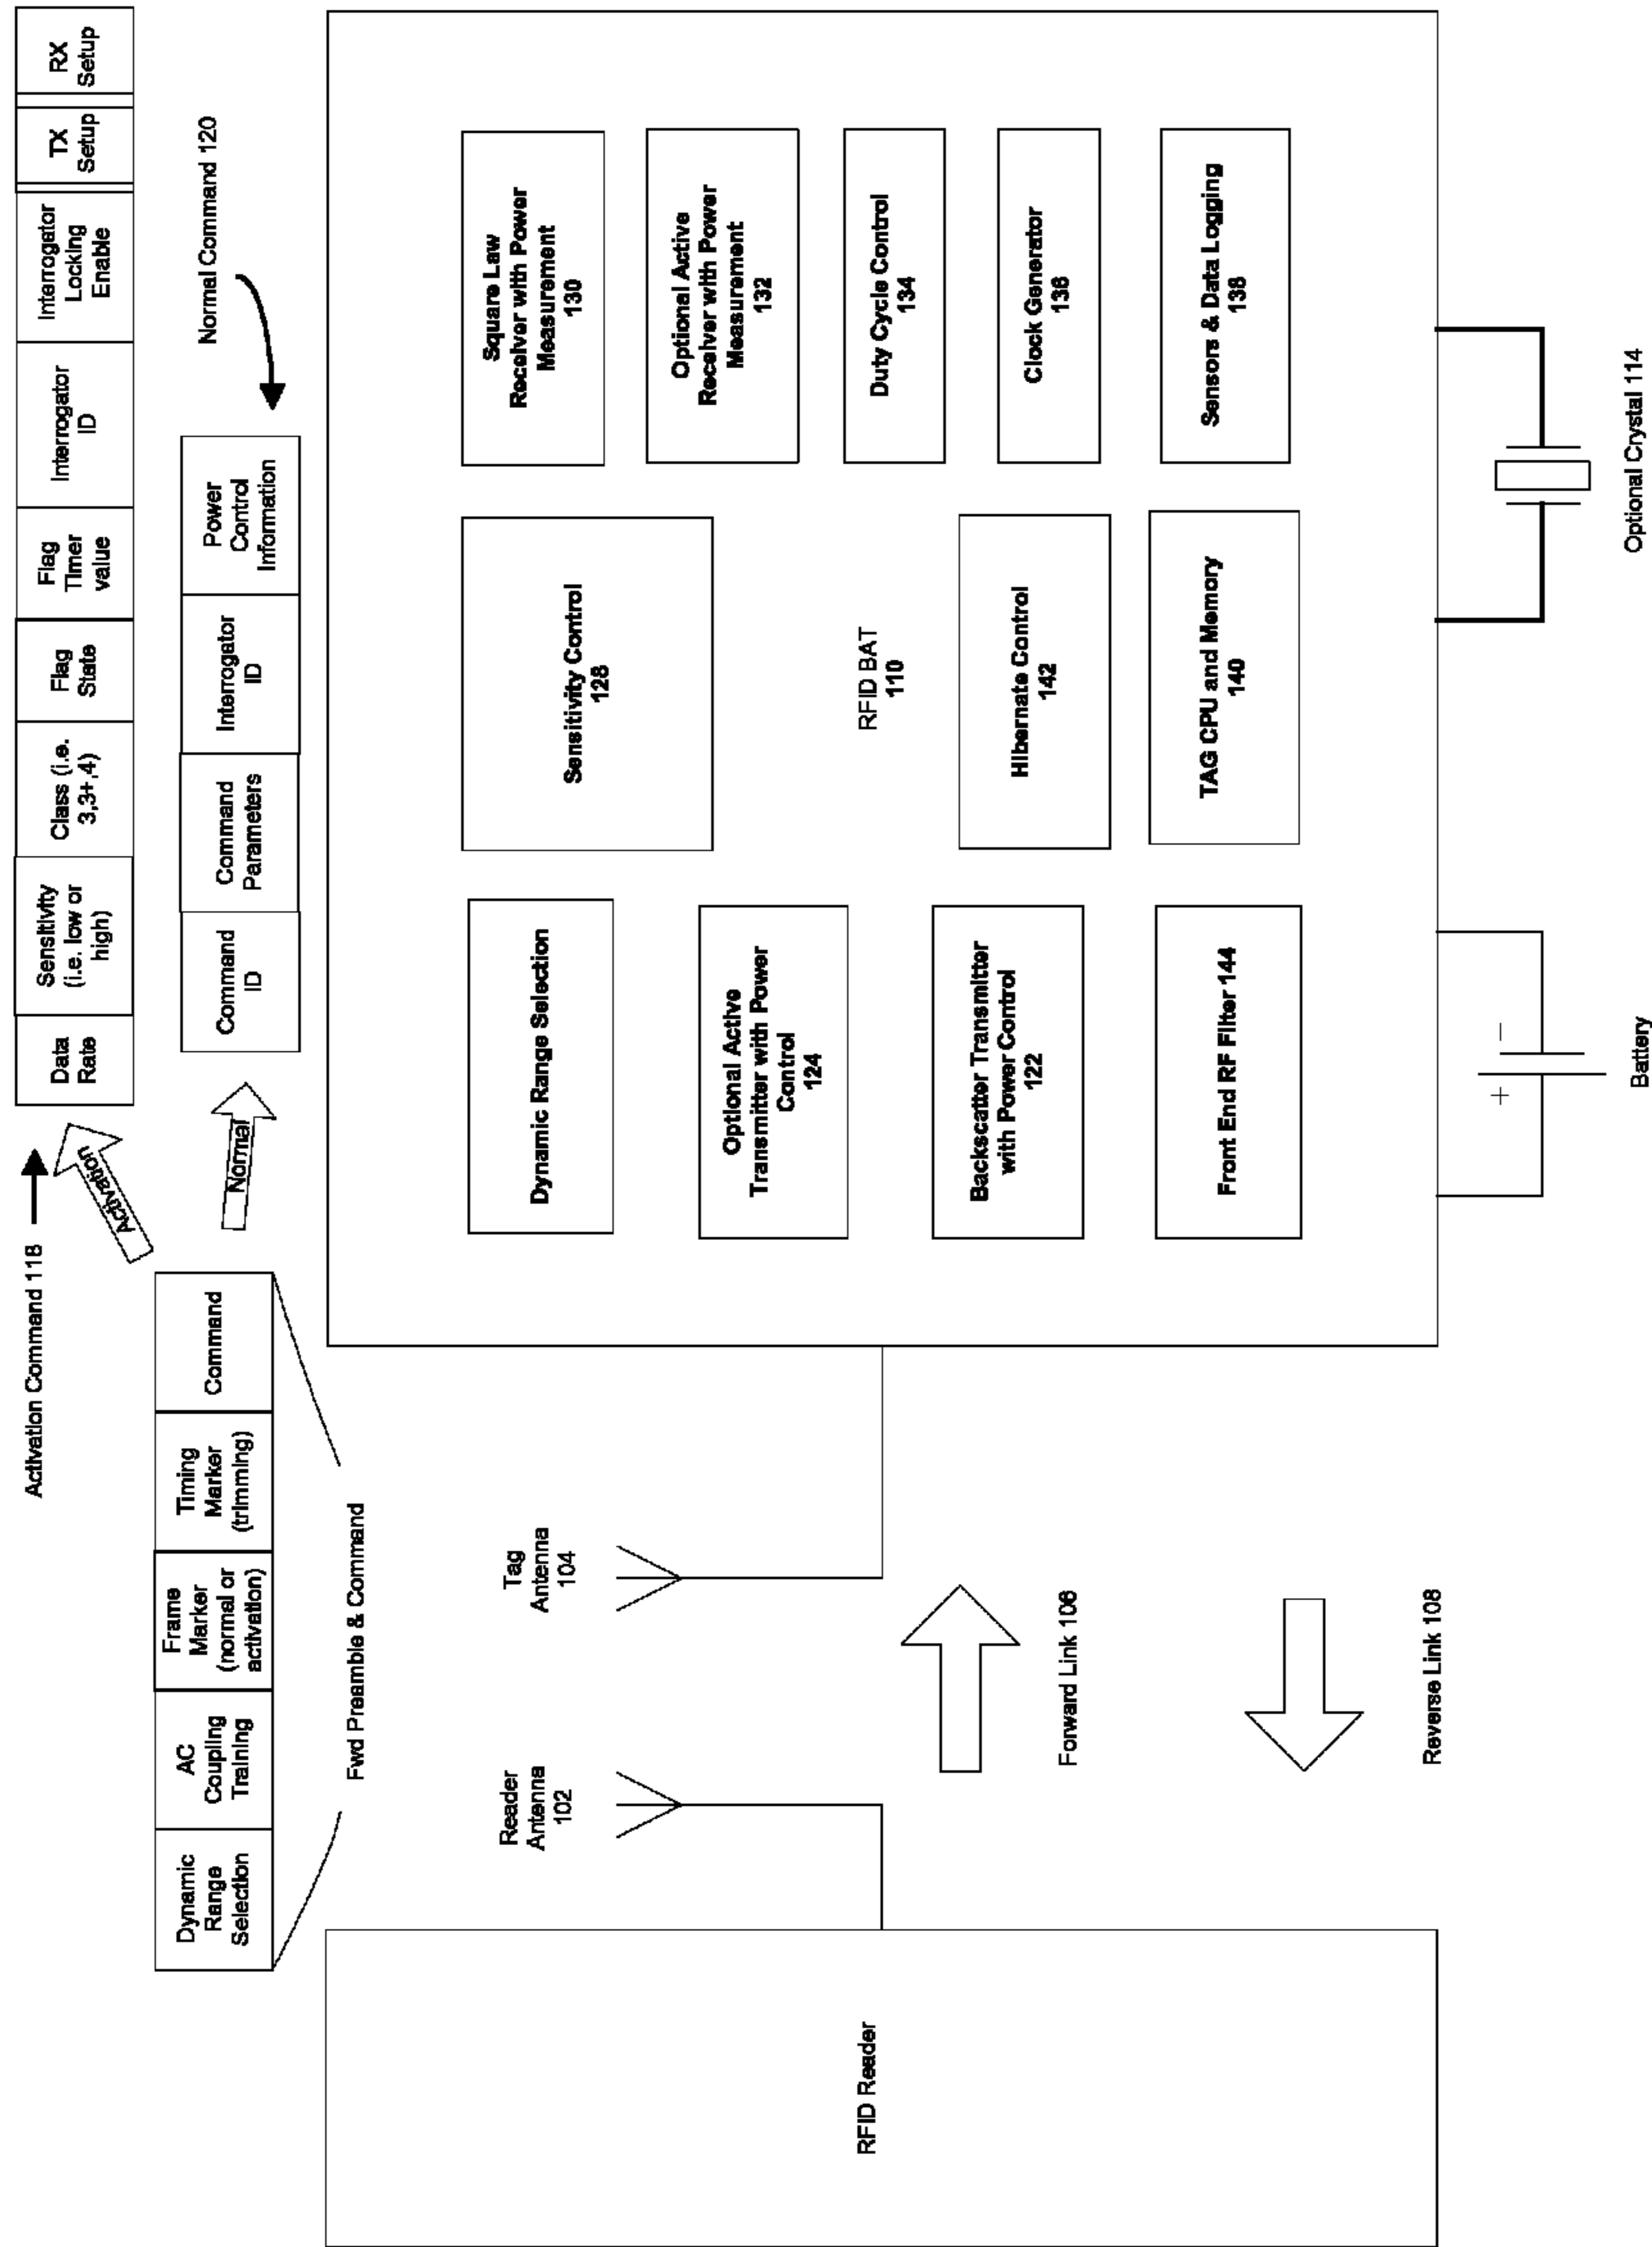 Activation Command 118
Data
Rate
Sensitivity
(i.e. low or
high)
Class (i.e.
3,3+,4)
Flag
State
Flag
Timer
value
Interrogator
ID
Interrogator
Locking
Enable
TX
Setup
RX
Setup
Activation
Normal
Normal Command 120
Command
ID
Command
Parameters
Interrogator
ID
Power
Control
Information
Dynamic
Range
Selection
AC
Coupling
Training
Frame
Marker
(normal or
activation)
Timing
Marker
(trimming)
Command
Fwd Preamble & Command
RFID Reader
Reader
Antenna
102
Tag
Antenna
104
Forward Link 106
Reverse Link 108
Dynamic Range Selection
Optional Active
Transmitter with Power
Control
124
Backscatter Transmitter
with Power Control
122
Front End RF Filter 144
Sensitivity Control
128
RFID BAT
110
Hibernate Control
142
TAG CPU and Memory
140
Square Law
Receiver with Power
Measurement
130
Optional Active
Receiver with Power
Measurement
132
Duty Cycle Control
134
Clock Generator
136
Sensors & Data Logging
138
+
−
Battery
Optional Crystal 114